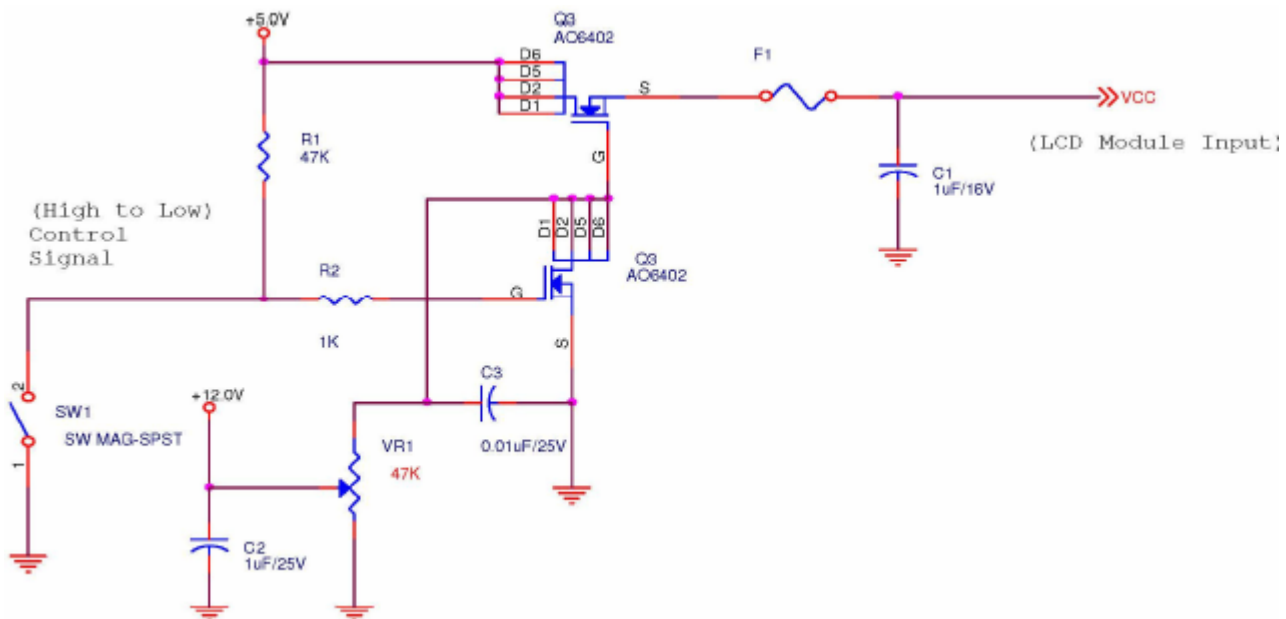 +5.0V
Q3
AO6402
D6
D5
D2
D1
S
F1
VCC
(LCD Module Input)
R1
47K
G
C1
1uF/16V
(High to Low)
Control
Signal
D1
D2
D5
D6
Q3
AO6402
R2
G
1K
S
C3
0.01uF/25V
+12.0V
2
SW1
SW MAG-SPST
1
VR1
47K
C2
1uF/25V